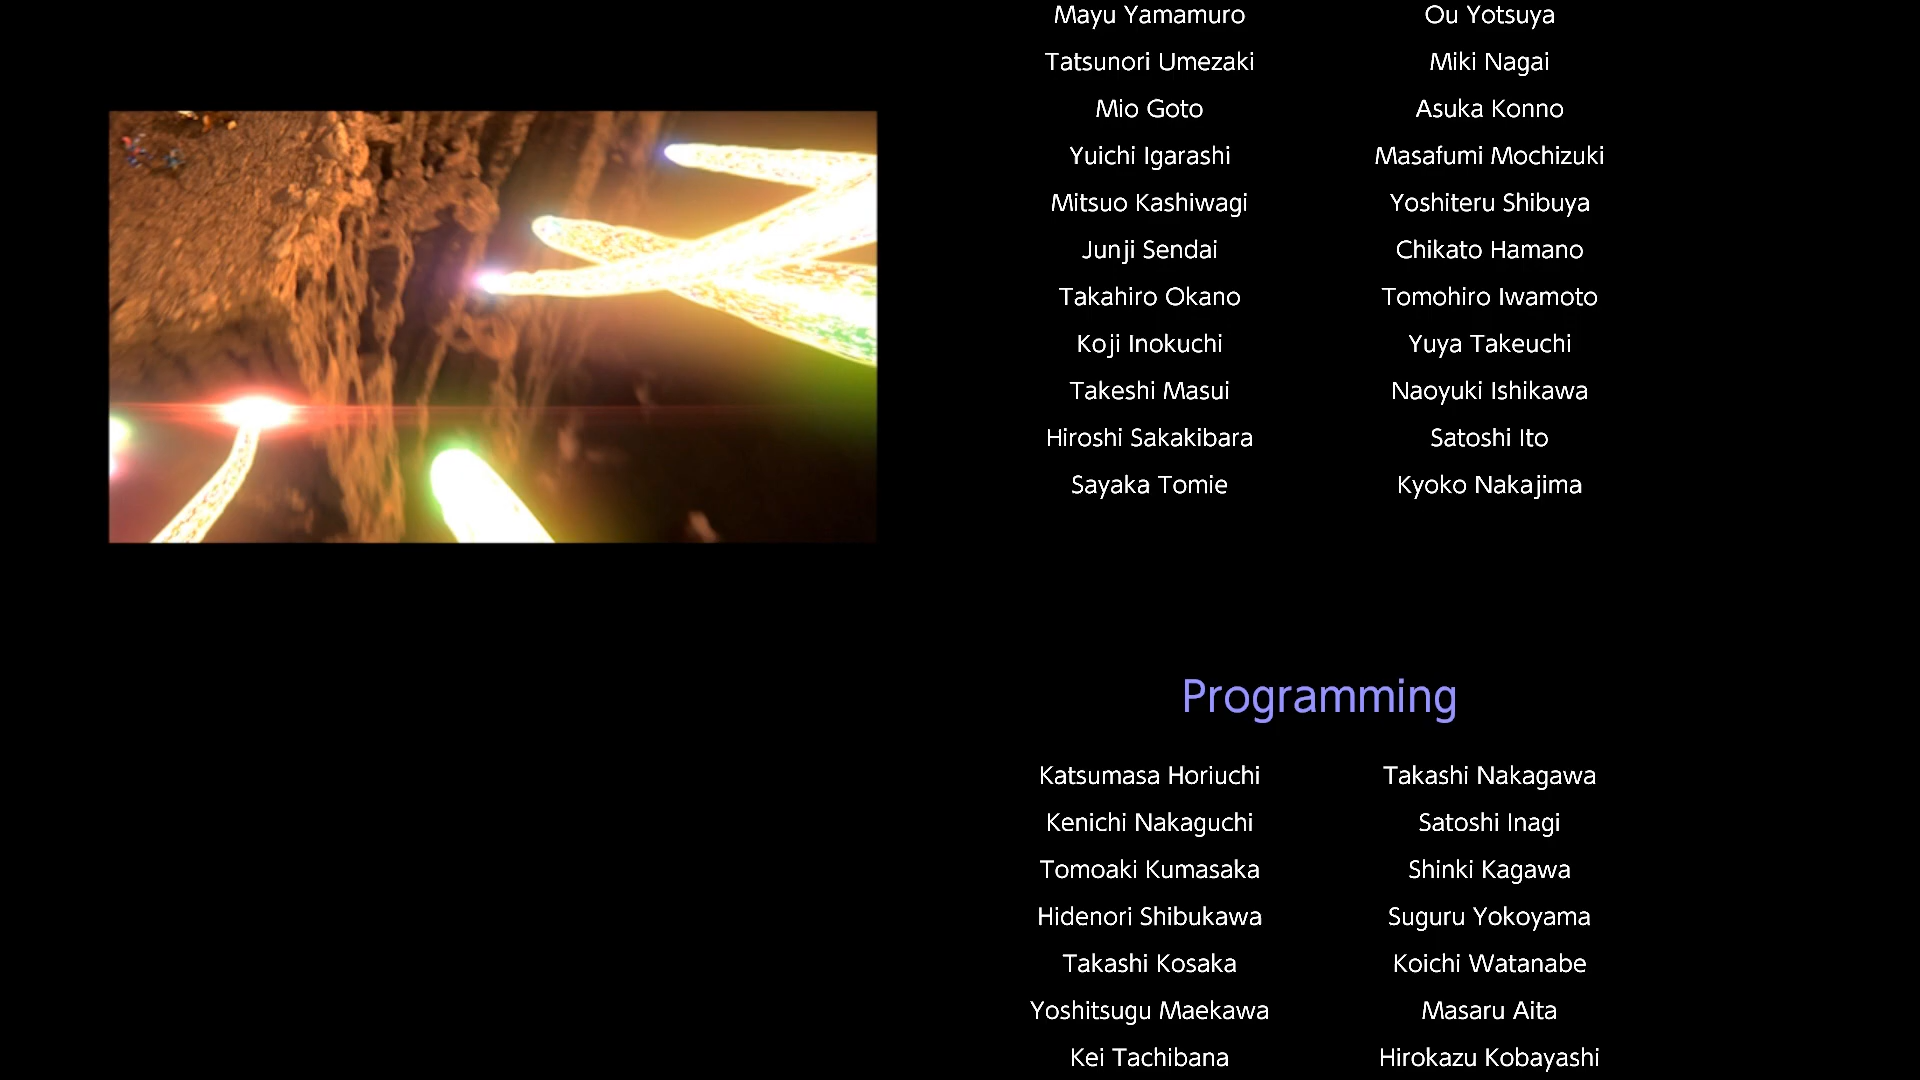 Mayu Yamamuro Ou Yotsuya
Tatsunori Umezaki Miki Nagai
Mio Goto Asuka Konno
Yuichi Igarashi Masafumi Mochizuki
Mitsuo Kashiwagi Yoshiteru Shibuya
Junji Sendai Chikato Hamano
Takahiro Okano Tomohiro Iwamoto
Koji Inokuchi Yuya Takeuchi
Takeshi Masui Naoyuki Ishikawa
Hiroshi Sakakibara Satoshi Ito
Sayaka Tomie Kyoko Nakajima
Programming
Katsumasa Horiuchi Takashi Nakagawa
Kenichi Nakaguchi Satoshi Inagi
Tomoaki Kumasaka Shinki Kagawa
Hidenori Shibukawa Suguru Yokoyama
Takashi Kosaka Koichi Watanabe
Yoshitsugu Maekawa Masaru Aita
Kei Tachibana Hirokazu Kobayashi